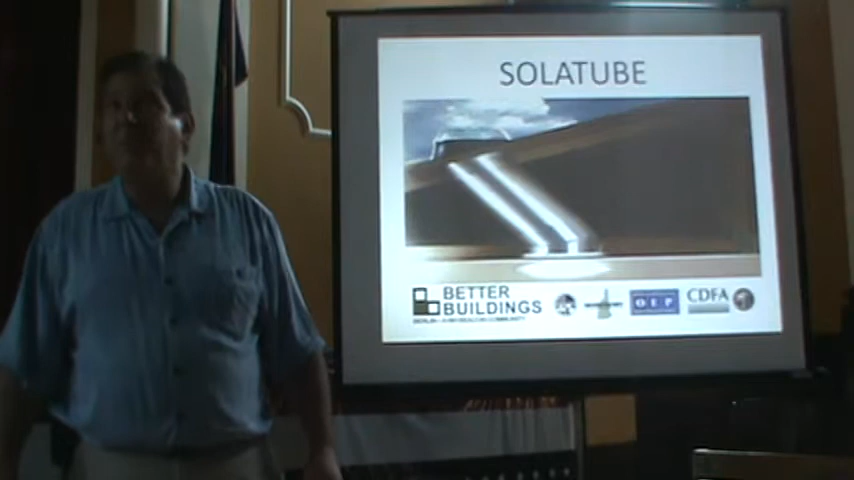 SOLATUBE
BETTER
BUILDINGS
OEP
CDFA